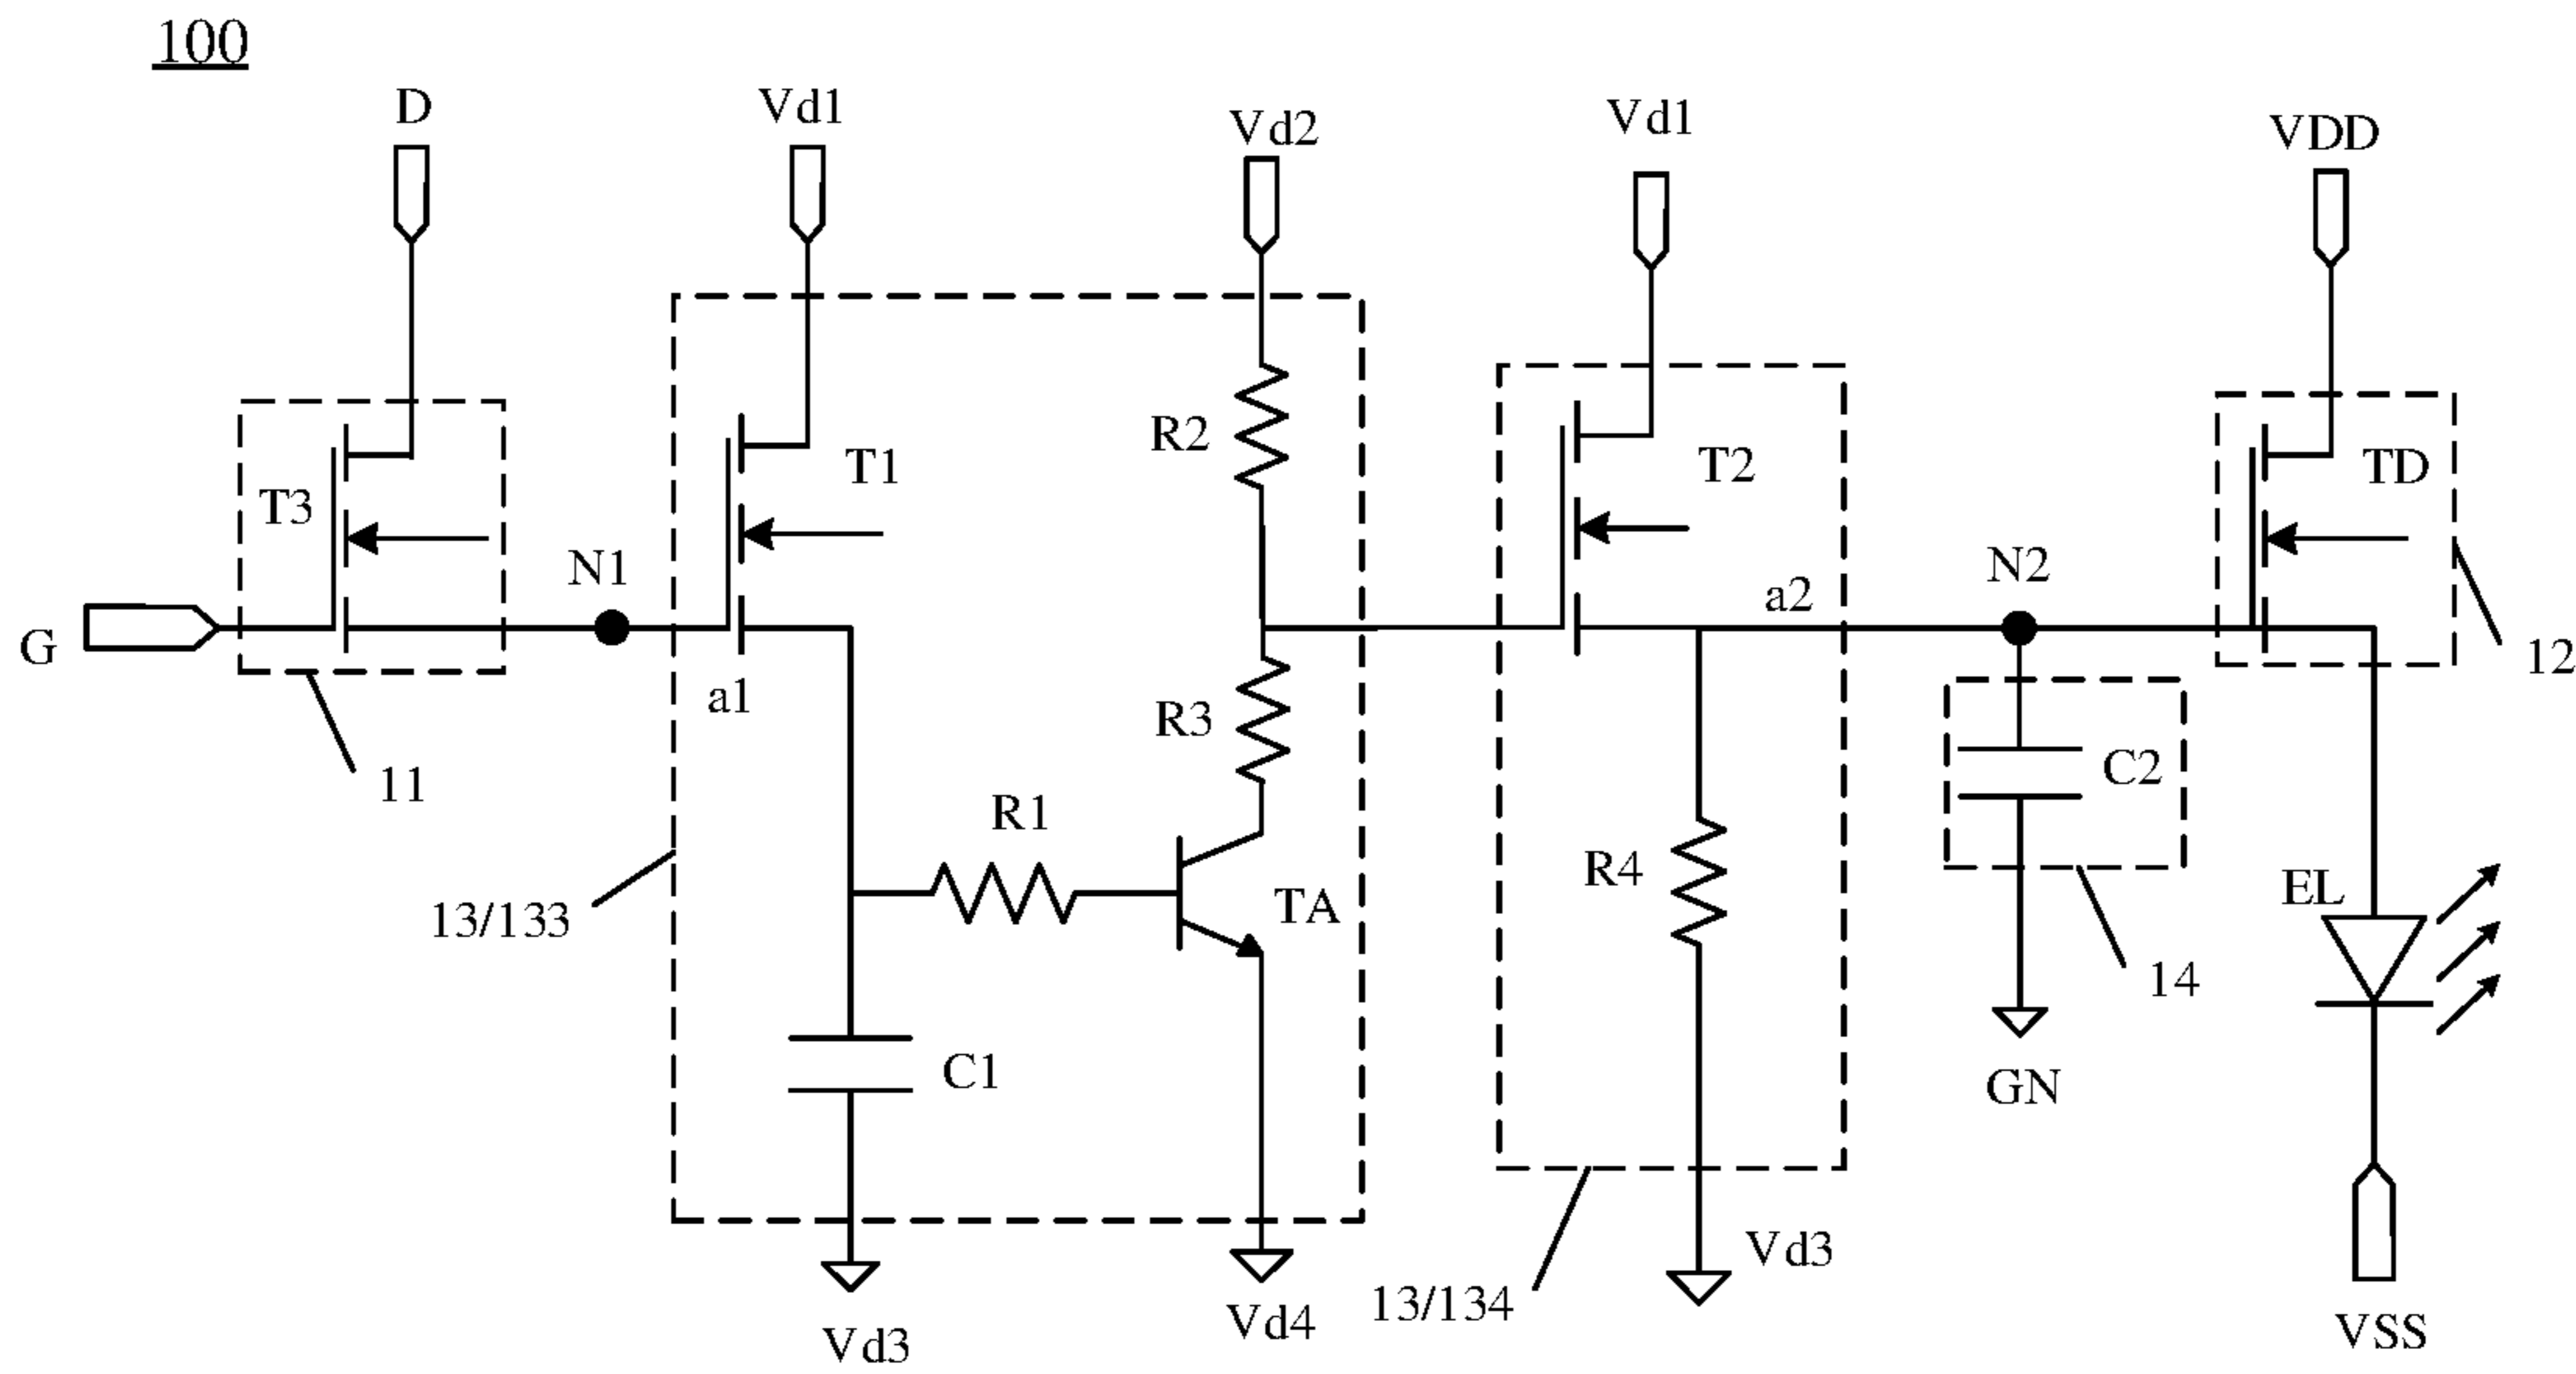 100
D
Vd1
Vd2
Vd1
VDD
R2
T1
T2
TD
T3
N1
N2
a2
G
12
a1
R3
11
C2
R1
R4
EL
TA
13/133
14
C1
GN
Vd3
13/134
Vd4
VSS
Vd3